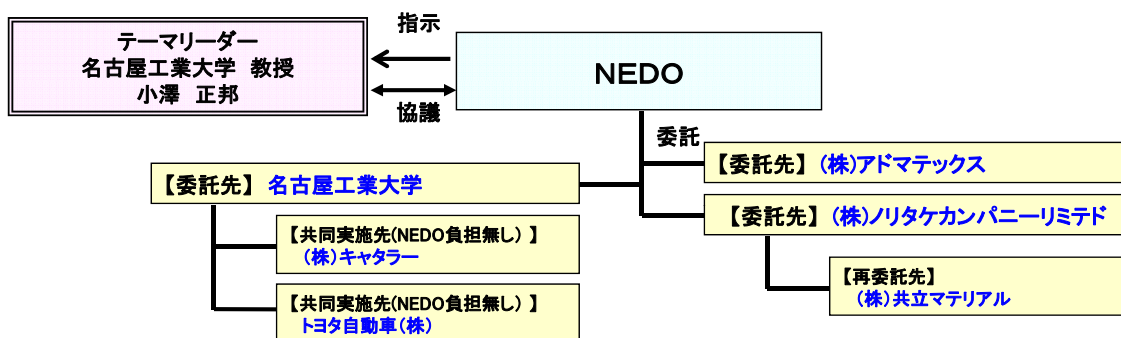 テーマリーダー
名古屋工業大学 教授
小澤 正邦
指示
協議
NEDO
委託
【委託先】 (株)アドマテックス
【委託先】 名古屋工業大学
【委託先】 (株)ノリタケカンパニーリミテド
【共同実施先(NEDO負担無し) 】
(株)キャタラー
【再委託先】
(株)共立マテリアル
【共同実施先(NEDO負担無し) 】
トヨタ自動車(株)